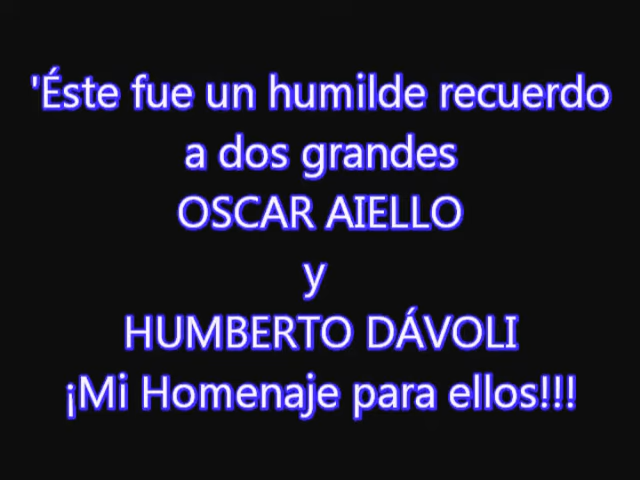 'Éste fue un humilde recuerdo
a dos grandes
OSCAR AIELLO
y
HUMBERTO DÁVOLI
¡Mi Homenaje para ellos!!!